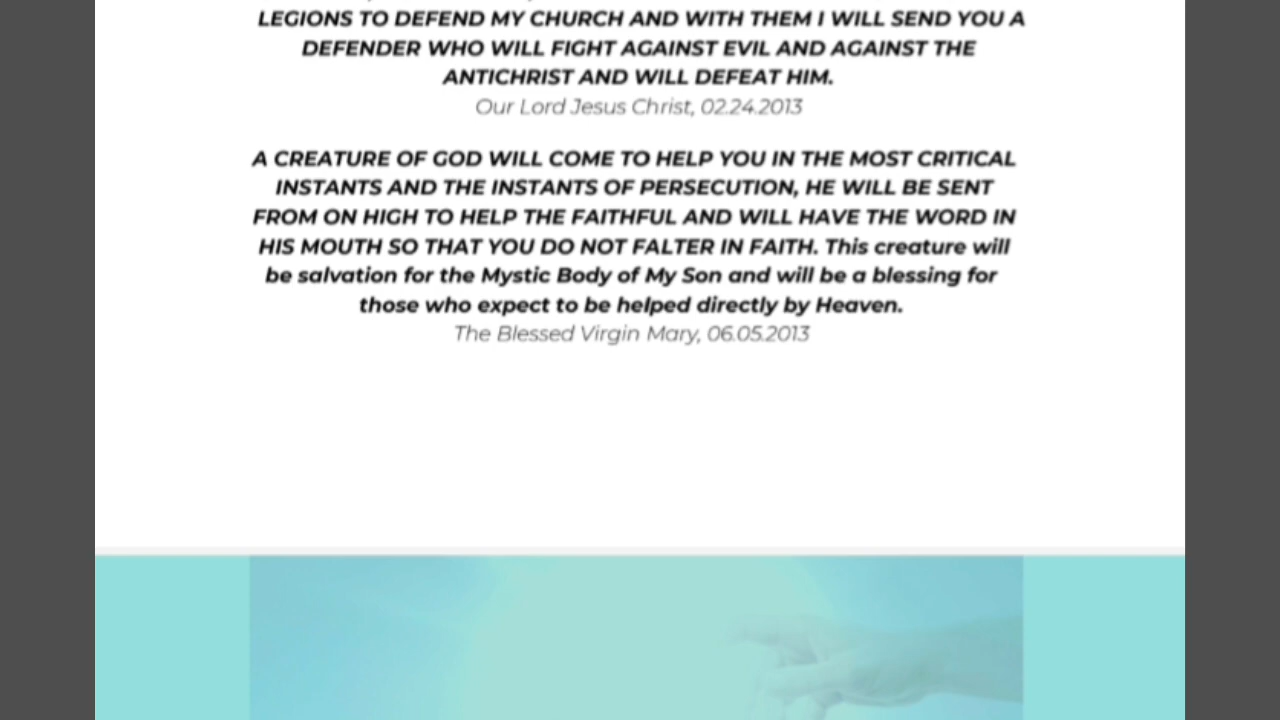 LEGIONS TO DEFEND MY CHURCH AND WITH THEM I WILL SEND YOU A
DEFENDER WHO WILL FIGHT AGAINST EVIL AND AGAINST THE
ANTICHRIST AND WILL DEFEAT HIM.
Our Lord Jesus Christ, 02.24.2013
A CREATURE OF GOD WILL COME TO HELP YOU IN THE MOST CRITICAL
INSTANTS AND THE INSTANTS OF PERSECUTION, HE WILL BE SENT
FROM ON HIGH TO HELP THE FAITHFUL AND WILL HAVE THE WORD IN
HIS MOUTH SO THAT YOU DO NOT FALTER IN FAITH. This creature will
be salvation for the Mystic Body of My Son and will be a blessing for
those who expect to be helped directly by Heaven.
The Blessed Virgin Mary, 06.05.2013